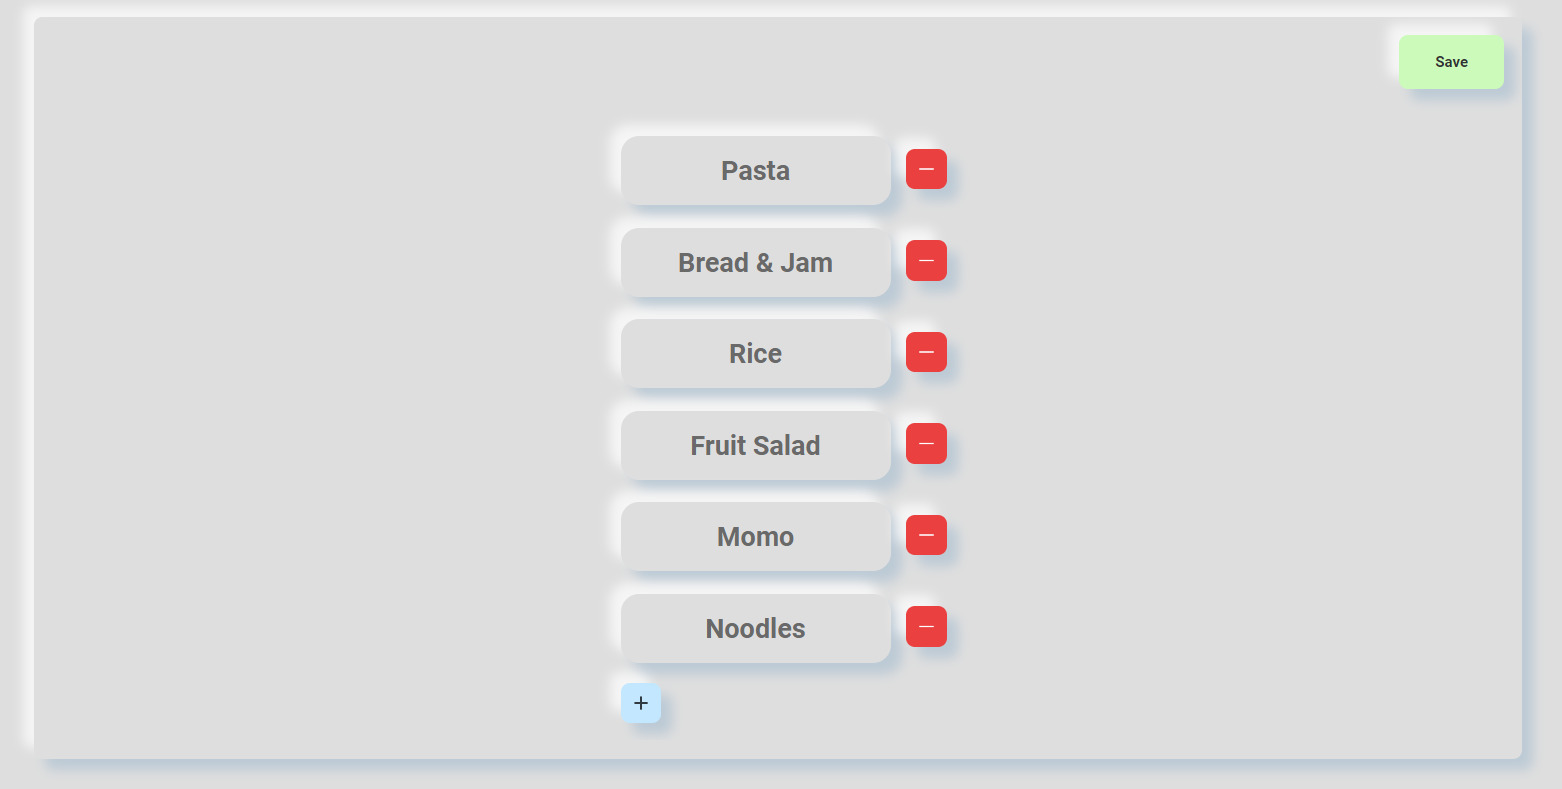 Save
Pasta
Bread & Jam
Rice
Fruit Salad
Momo
Noodles
+